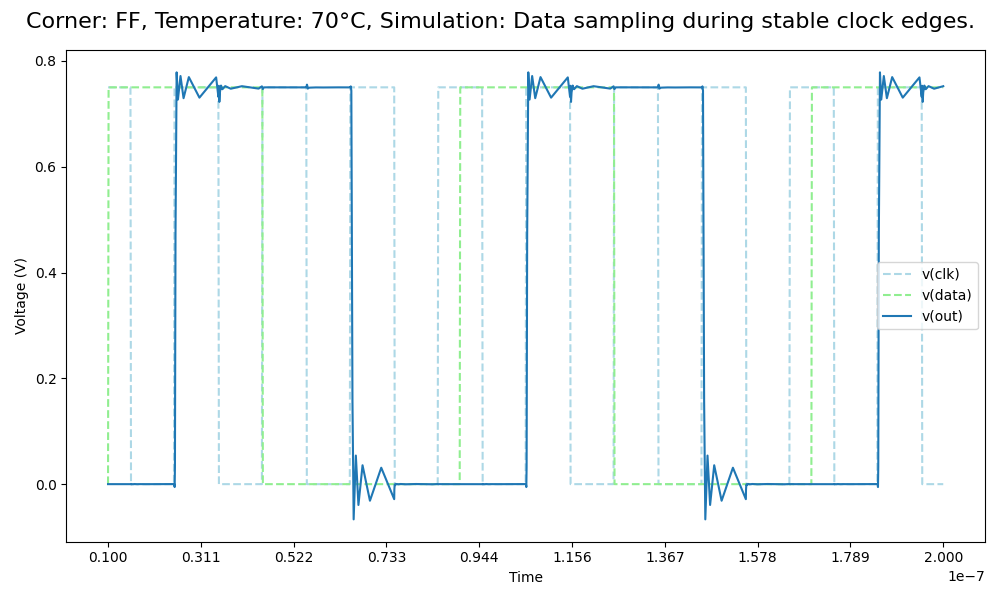 Corner: FF, Temperature: 70°C, Simulation: Data sampling during stable clock edges.
0.8
0.6
0.4
0.2
0.0
Voltage (V)
v(clk)
v(data)
v(out)
0.100 0.311 0.522 0.733 0.944 1.156 1.367 1.578 1.789 2.000
Time
1e−7